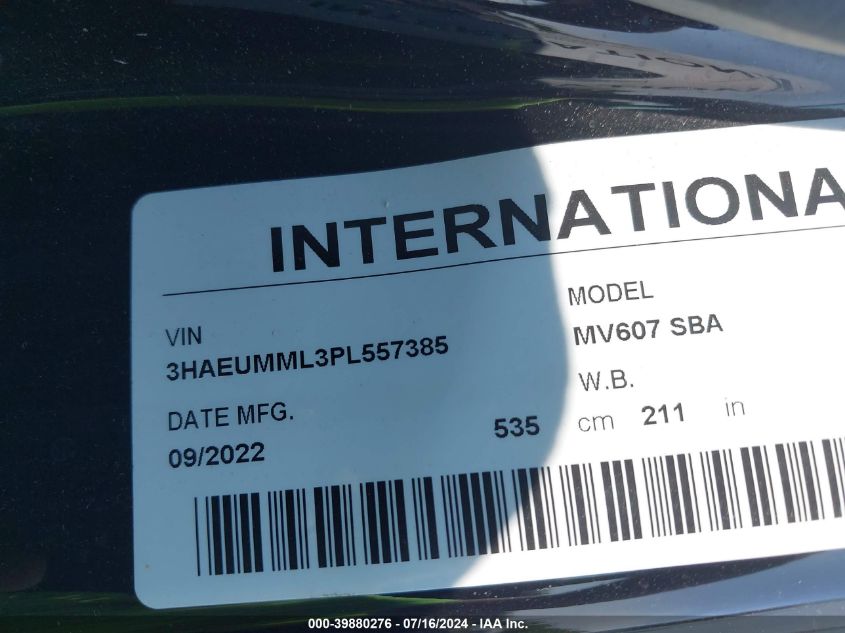 INTERNATIONA
VIN
3HAEUMML3PL557385
MODEL
MV607 SBA
DATE MFG.
09/2022
W.B.
535 cm 211 in
000-39880276 - 07/16/2024 - IAA Inc.